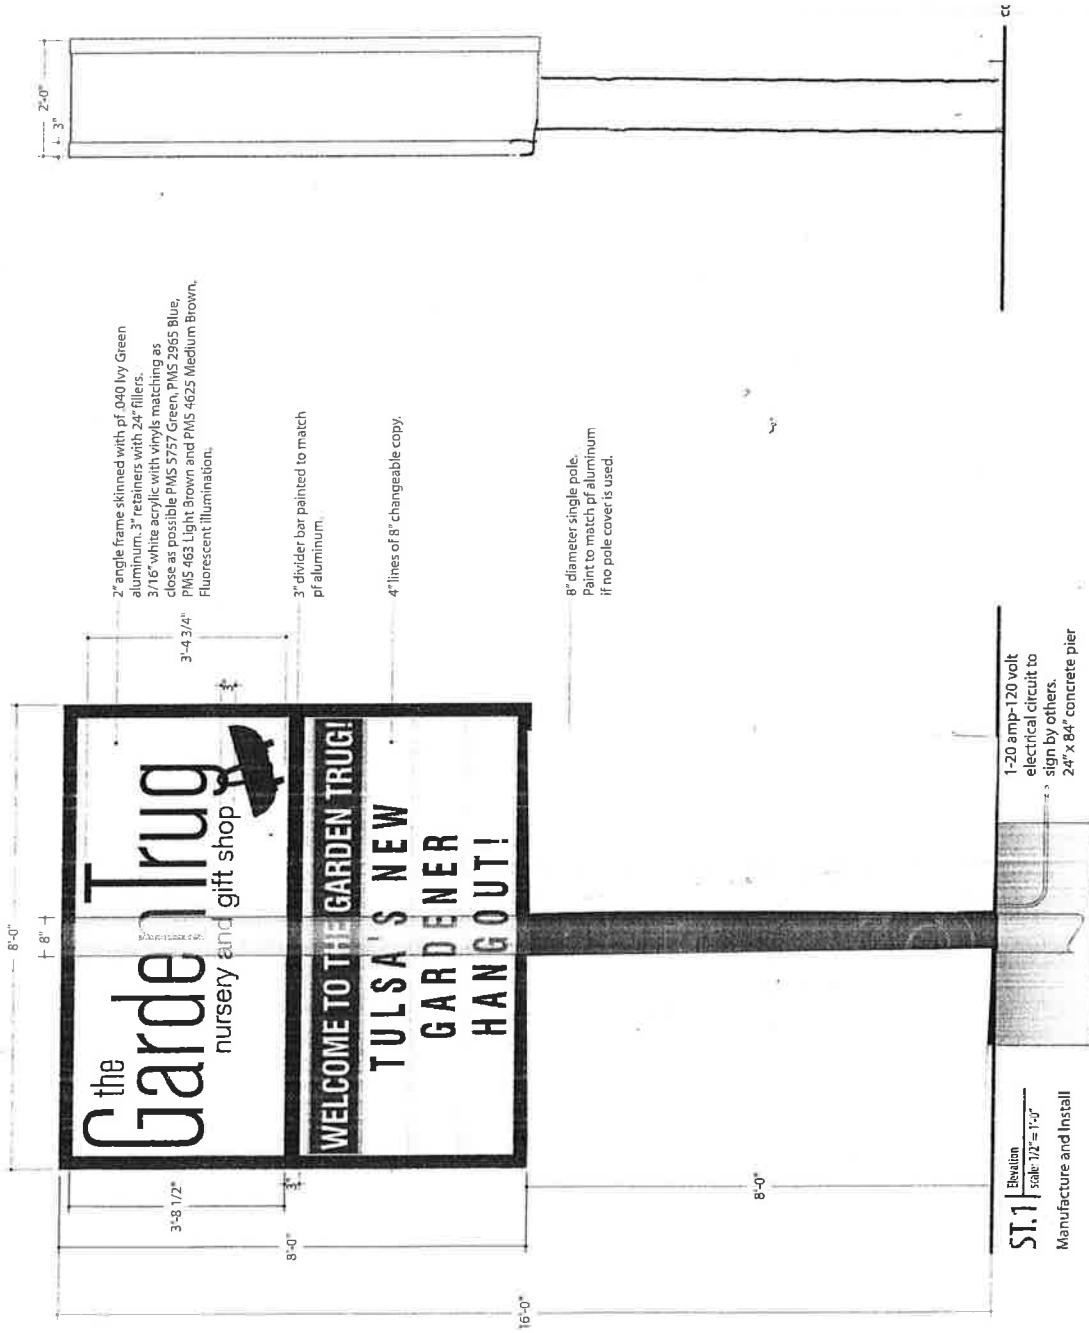 8'-0"
8"
the
Garden Trug
nursery and gift shop
WELCOME TO THE GARDEN TRUG!
TULSA'S NEW
GARDENER
HANGOUT!
3'-8 1/2"
3"
8'-0"
8'-0"
16'-0"
3"
3'-4 3/4"
2" angle frame skinned with pf .040 Ivy Green
aluminum. 3" retainers with 24" fillers.
3/16" white acrylic with vinyls matching as
close as possible PMS 5757 Green, PMS 2965 Blue,
PMS 463 Light Brown and PMS 4625 Medium Brown.
Fluorescent illumination.
3" divider bar painted to match
pf aluminum.
4" lines of 8" changeable copy.
8" diameter single pole.
Paint to match pf aluminum
if no pole cover is used.
2'-0"
3"
ST.1
Elevation
scale: 1/2" = 1'-0"
Manufacture and Install
1-20 amp-120 volt
electrical circuit to
sign by others.
24" x 84" concrete pier